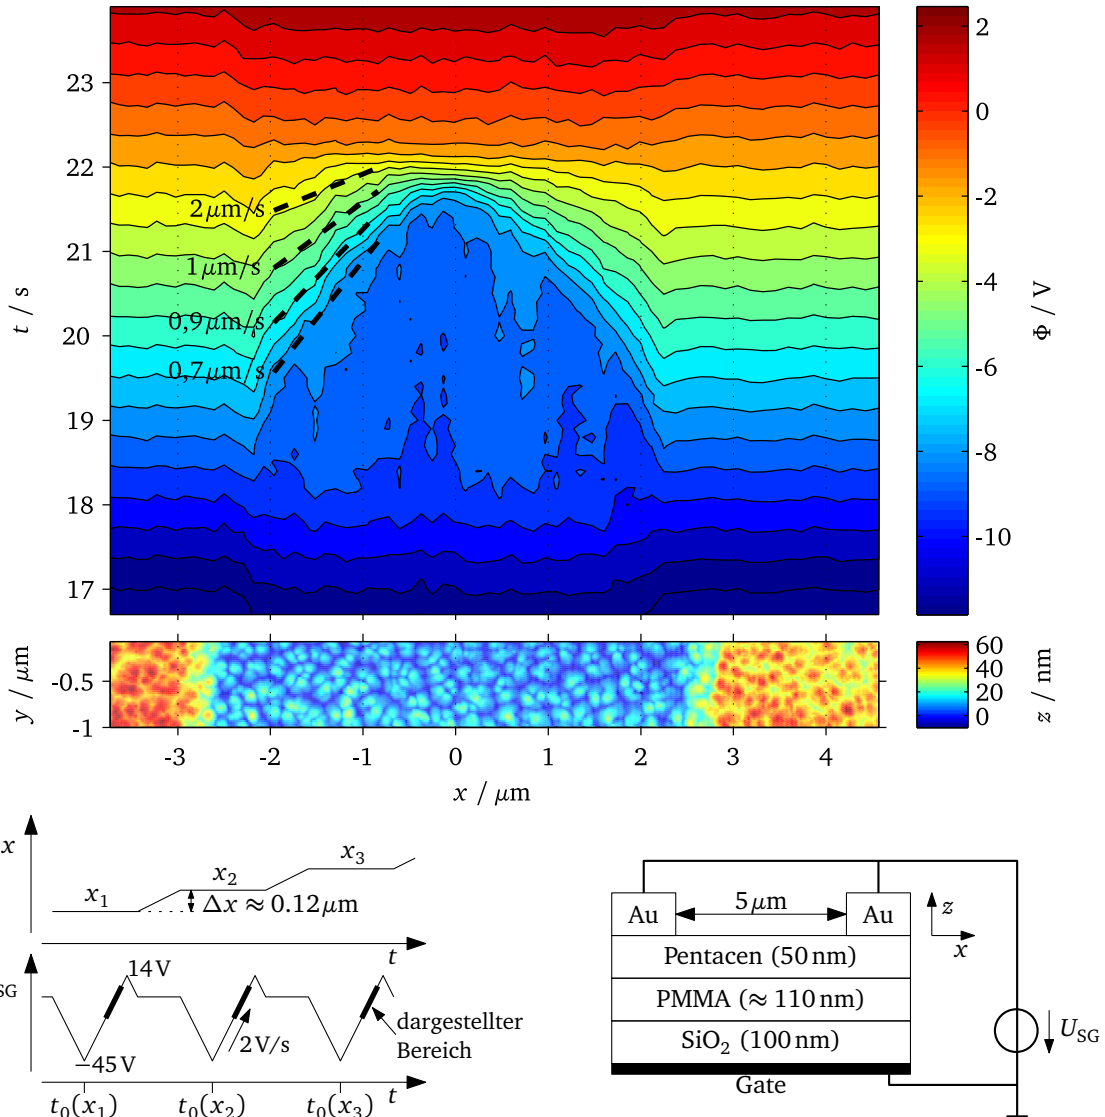 23
22
21
20
19
18
17
t / s
2 μm/s
1 μm/s
0,9 μm/s
0,7 μm/s
2
0
-2
-4
-6
-8
-10
Φ / V
-0.5
-1
y / μm
60
40
20
0
z / nm
-3 -2 -1 0 1 2 3 4
x / μm
x
x₁
x₂
x₃
Δx ≈ 0.12 μm
t
SG
14 V
−45 V
2 V/s
dargestellter
Bereich
t₀(x₁) t₀(x₂) t₀(x₃)
t
Au 5 μm Au
z
x
Pentacen (50 nm)
PMMA (≈ 110 nm)
SiO₂ (100 nm)
Gate
U_SG